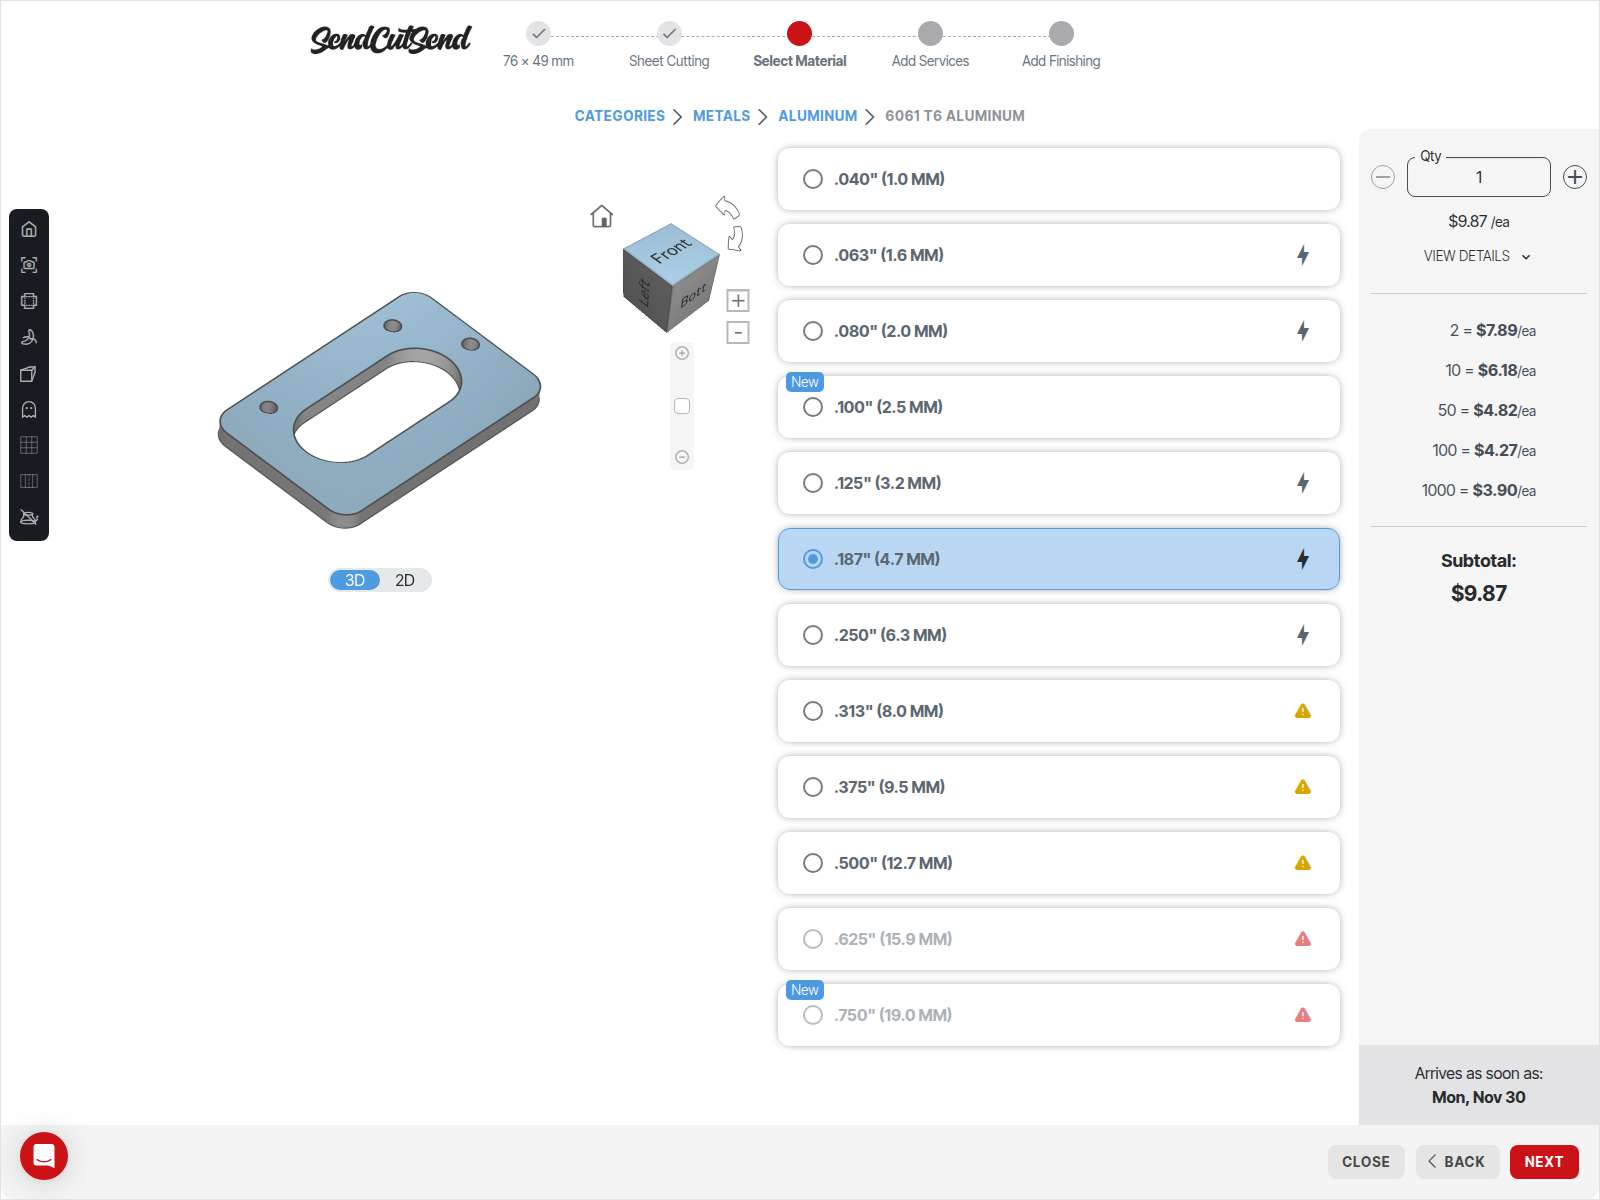 SendCutSend
76 × 49 mm
Sheet Cutting
Select Material
Add Services
Add Finishing
CATEGORIES
METALS
ALUMINUM
6061 T6 ALUMINUM
Front
Left
Bott
3D
2D
.040" (1.0 MM)
.063" (1.6 MM)
.080" (2.0 MM)
New
.100" (2.5 MM)
.125" (3.2 MM)
.187" (4.7 MM)
.250" (6.3 MM)
.313" (8.0 MM)
.375" (9.5 MM)
.500" (12.7 MM)
.625" (15.9 MM)
New
.750" (19.0 MM)
Qty
1
$9.87 /ea
VIEW DETAILS
2 = $7.89/ea
10 = $6.18/ea
50 = $4.82/ea
100 = $4.27/ea
1000 = $3.90/ea
Subtotal:
$9.87
Arrives as soon as:
Mon, Nov 30
CLOSE
BACK
NEXT